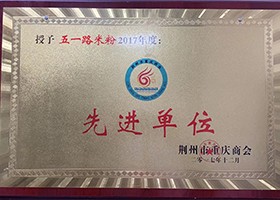 授予 五一路米粉 2017年度：
先进单位
荆州市重庆商会
二〇一七年十二月